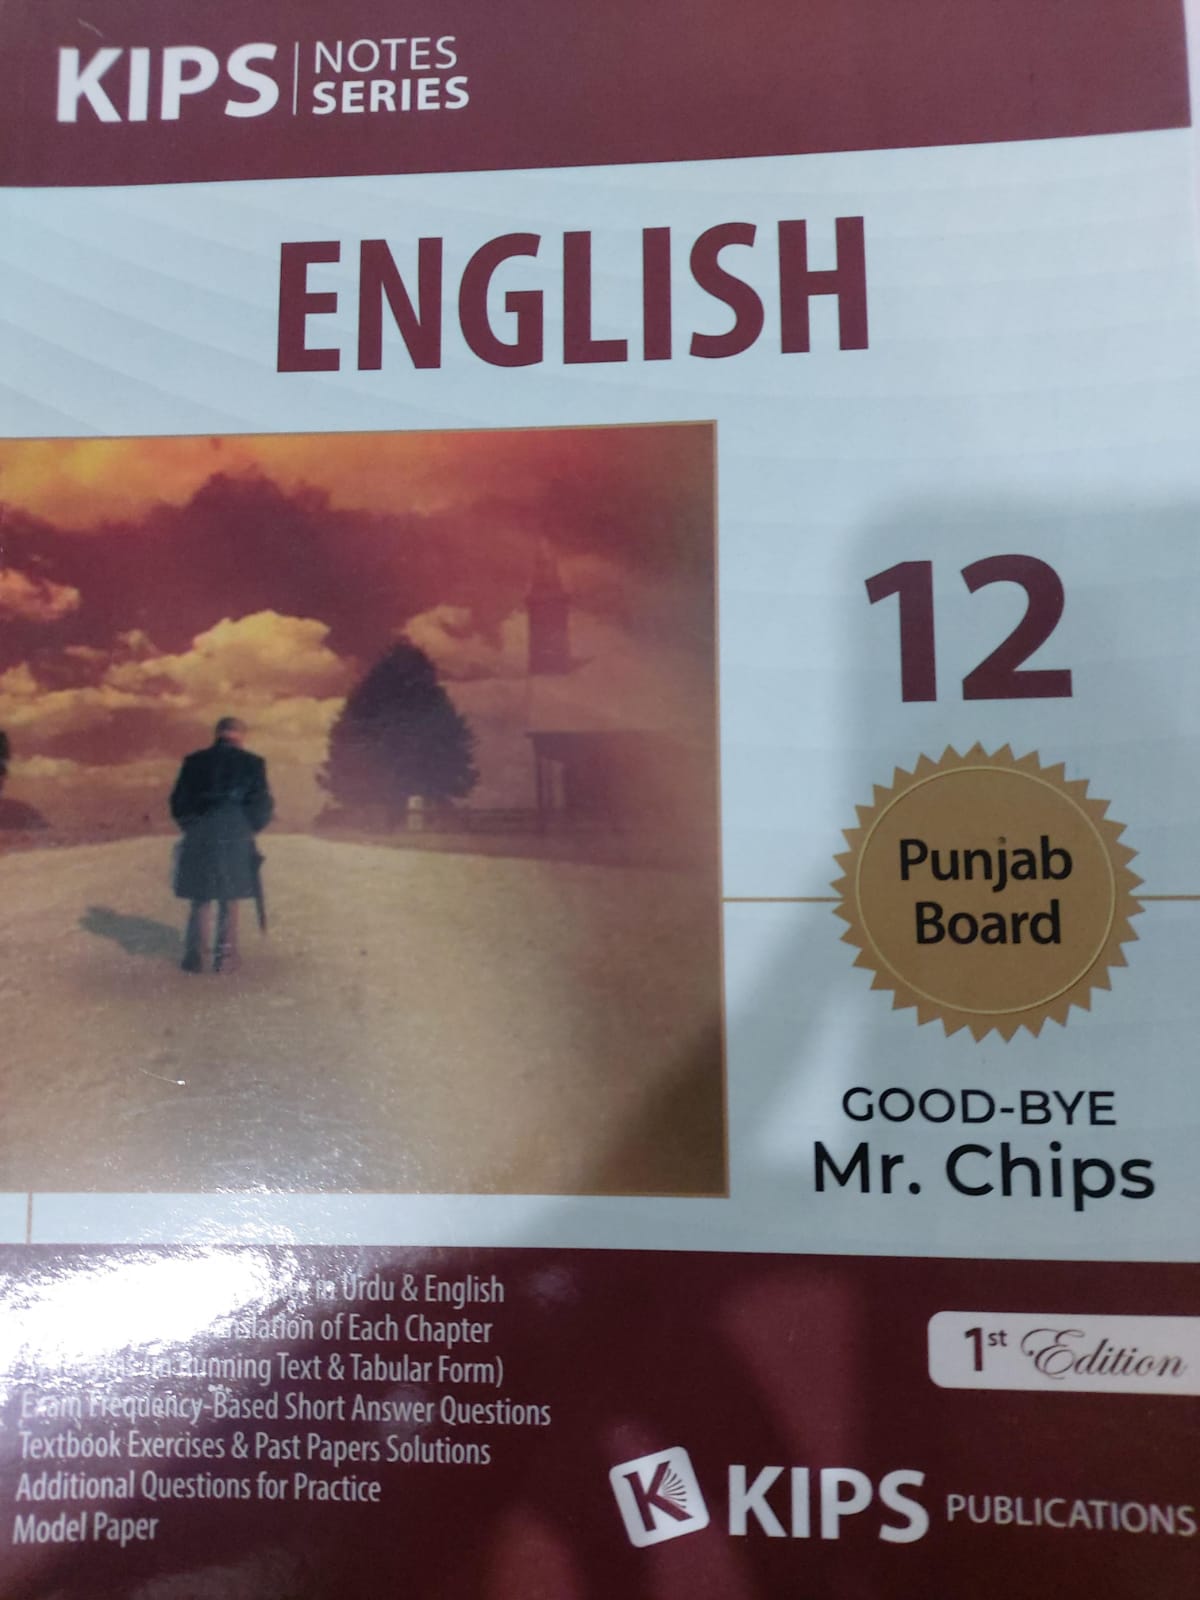 KIPS NOTES
SERIES
ENGLISH
12
Punjab
Board
GOOD-BYE
Mr. Chips
in Urdu & English
of Each Chapter
Running Text & Tabular Form)
Exam Frequency-Based Short Answer Questions
Textbook Exercises & Past Papers Solutions
Additional Questions for Practice
Model Paper
1st Edition
K KIPS PUBLICATIONS